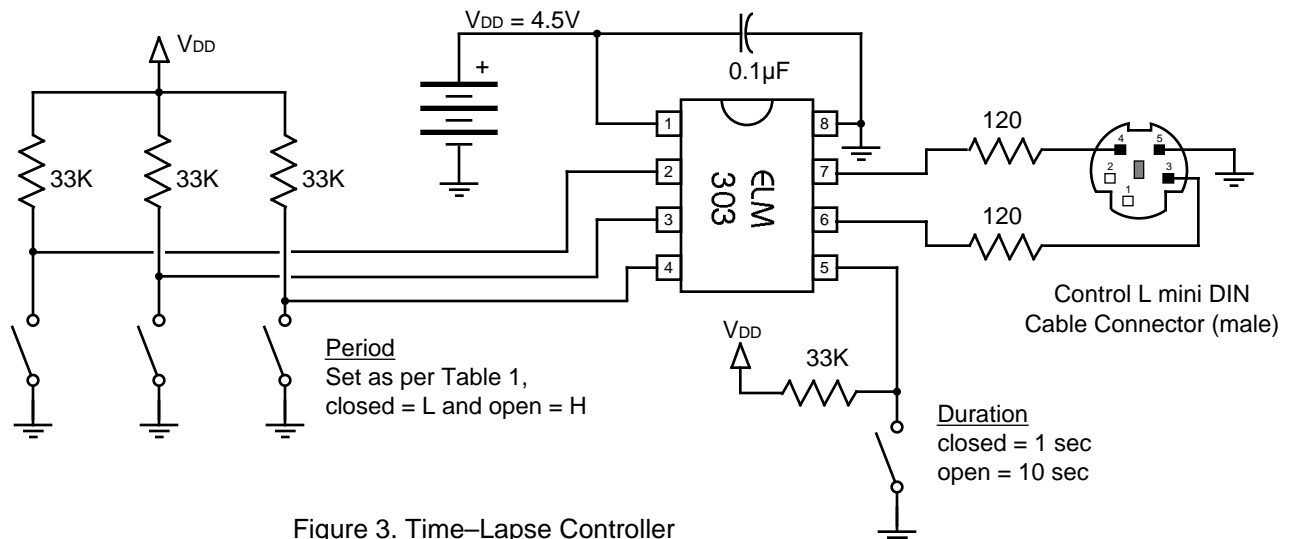 VDD = 4.5V
VDD
+
0.1µF
33K
33K
33K
1
2
3
4
8
7
6
5
ELM
303
120
120
4
5
2
3
1
Control L mini DIN
Cable Connector (male)
Period
Set as per Table 1,
closed = L and open = H
VDD
33K
Duration
closed = 1 sec
open = 10 sec
Figure 3. Time–Lapse Controller